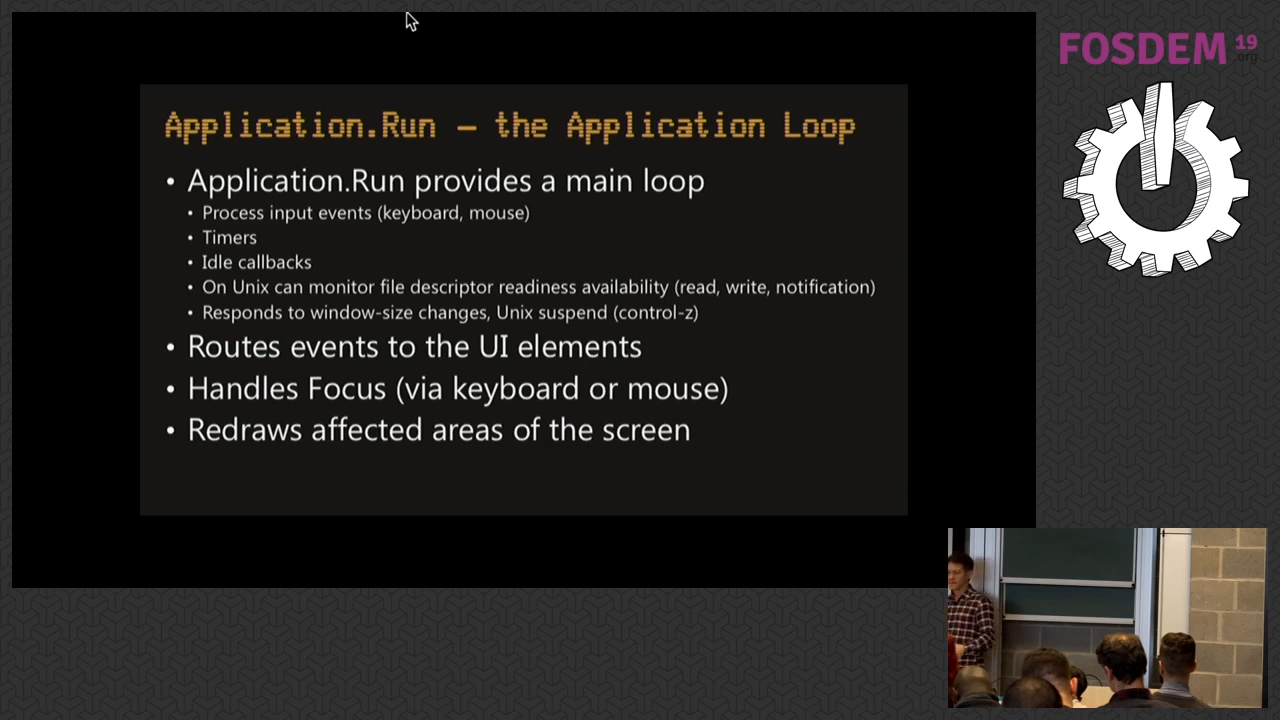 Application.Run – the Application Loop
• Application.Run provides a main loop
• Process input events (keyboard, mouse)
• Timers
• Idle callbacks
• On Unix can monitor file descriptor readiness availability (read, write, notification)
• Responds to window-size changes, Unix suspend (control-z)
• Routes events to the UI elements
• Handles Focus (via keyboard or mouse)
• Redraws affected areas of the screen
FOSDEM 19
.org